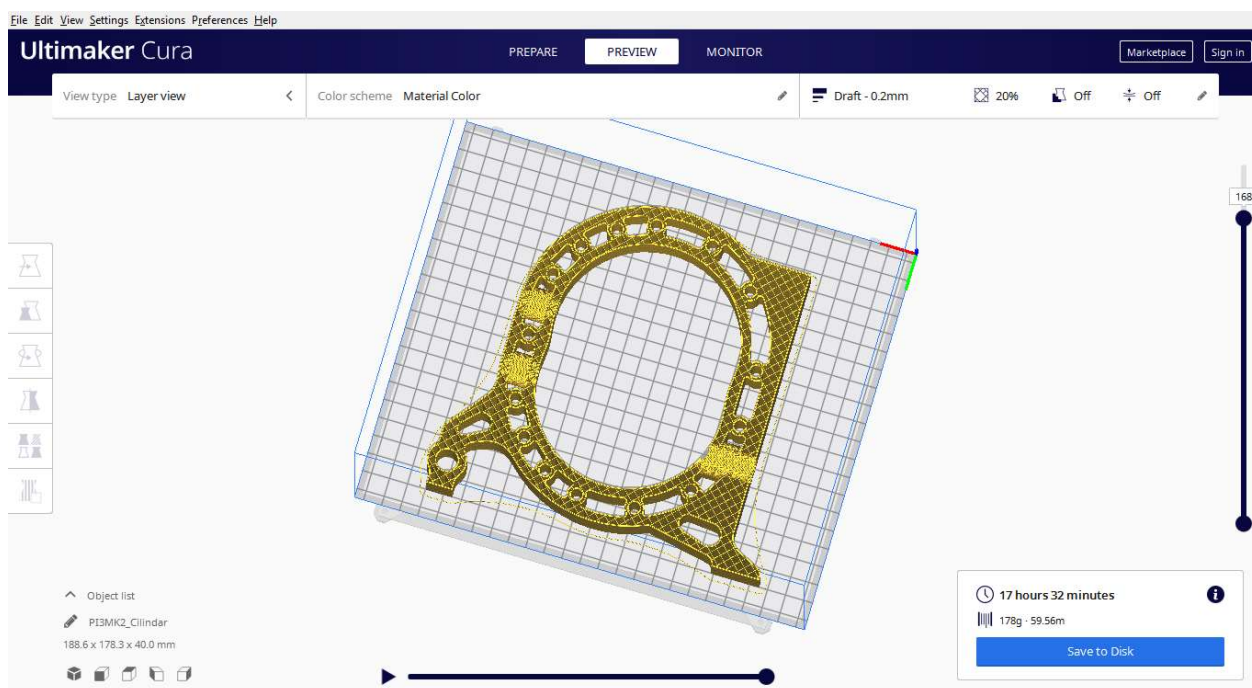 File Edit View Settings Extensions Preferences Help
Ultimaker Cura
PREPARE PREVIEW MONITOR
Marketplace Sign in
View type Layer view
Color scheme Material Color
Draft - 0.2mm 20% Off Off
168
Object list
PI3MK2_Cilindar
188.6 x 178.3 x 40.0 mm
17 hours 32 minutes
178g · 59.56m
Save to Disk